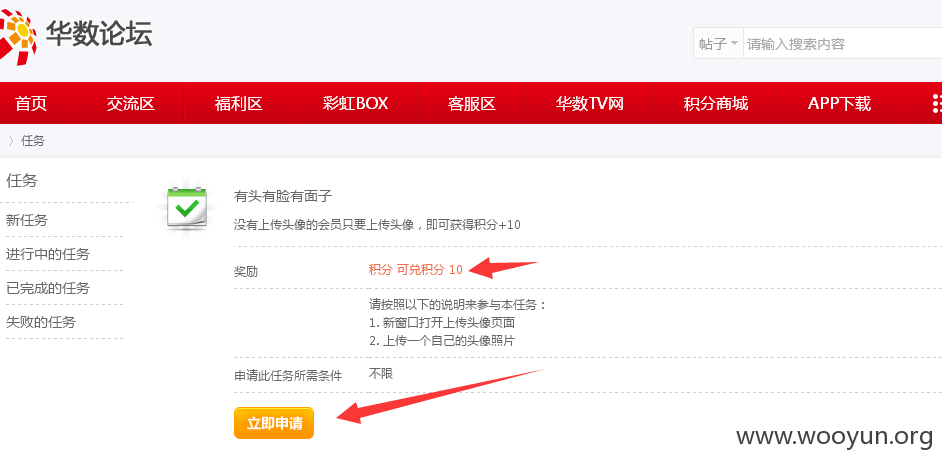 华数论坛
帖子 请输入搜索内容
首页 交流区 福利区 彩虹BOX 客服区 华数TV网 积分商城 APP下载
〉任务
任务
新任务
进行中的任务
已完成的任务
失败的任务
有头有脸有面子
没有上传头像的会员只要上传头像，即可获得积分+10
奖励 积分 可兑积分 10
请按照以下的说明来参与本任务：
1. 新窗口打开上传头像页面
2. 上传一个自己的头像照片
申请此任务所需条件 不限
立即申请
www.wooyun.org